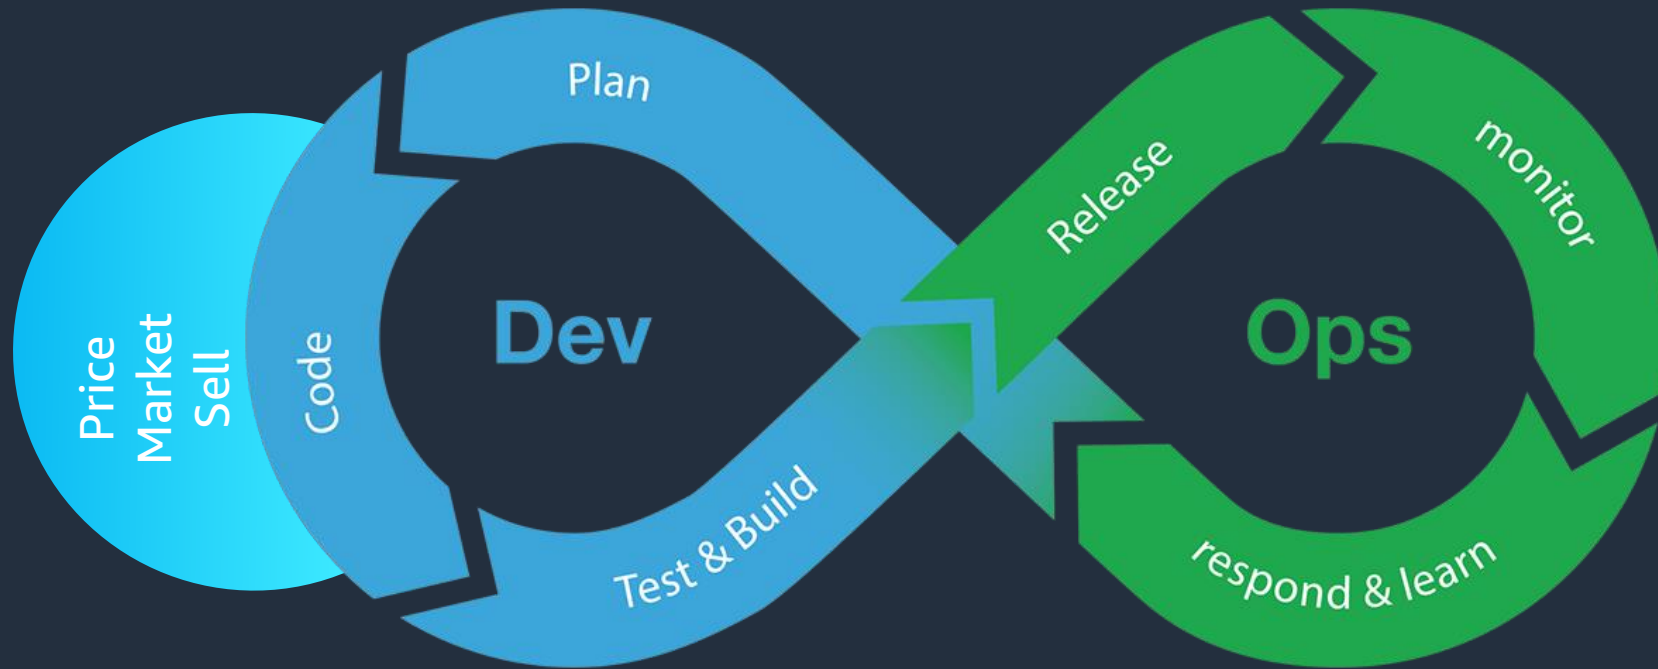 Price
Market
Sell
Code
Plan
Dev
Test & Build
Release
monitor
Ops
respond & learn